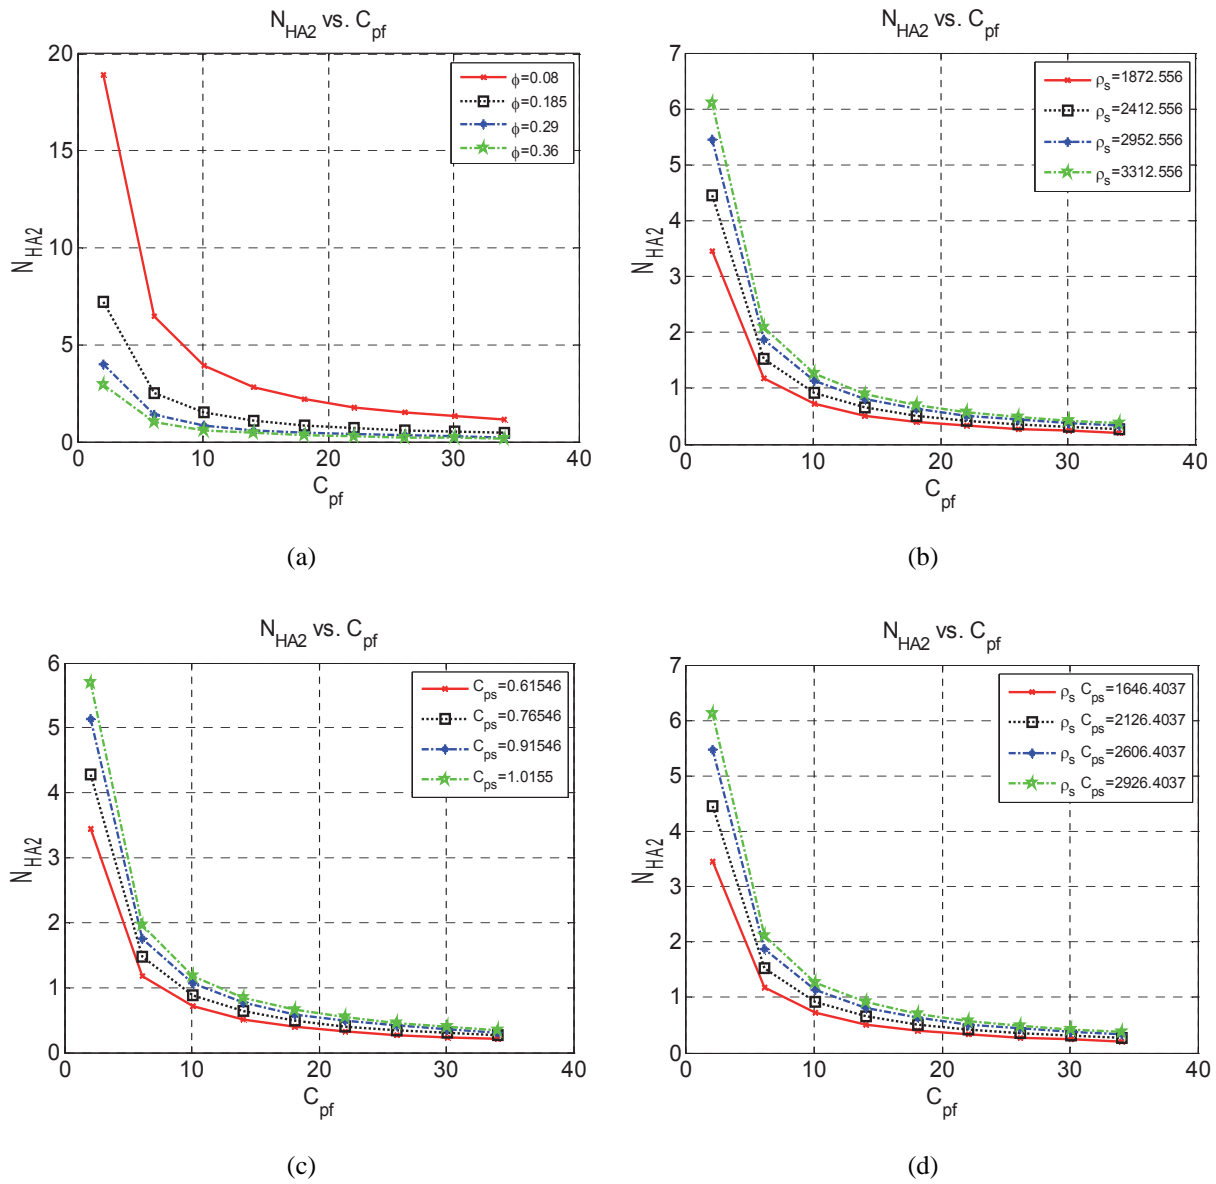 N_HA2 vs. C_pf
20
15
10
5
0
0 10 20 30 40
N_HA2
C_pf
ϕ=0.08
ϕ=0.185
ϕ=0.29
ϕ=0.36
(a)
N_HA2 vs. C_pf
7
6
5
4
3
2
1
0
0 10 20 30 40
N_HA2
C_pf
ρ_s=1872.556
ρ_s=2412.556
ρ_s=2952.556
ρ_s=3312.556
(b)
N_HA2 vs. C_pf
6
5
4
3
2
1
0
0 10 20 30 40
N_HA2
C_pf
C_ps=0.61546
C_ps=0.76546
C_ps=0.91546
C_ps=1.0155
(c)
N_HA2 vs. C_pf
7
6
5
4
3
2
1
0
0 10 20 30 40
N_HA2
C_pf
ρ_s C_ps=1646.4037
ρ_s C_ps=2126.4037
ρ_s C_ps=2606.4037
ρ_s C_ps=2926.4037
(d)